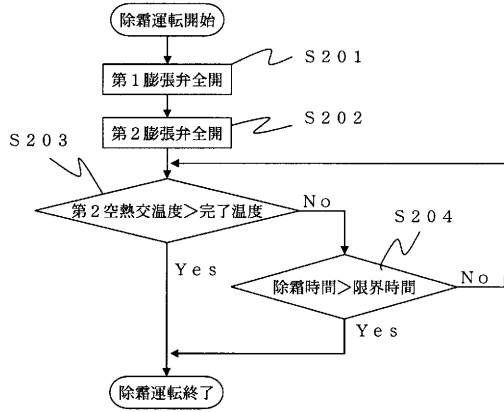 除霜運転開始
S201
第1膨張弁全開
S202
第2膨張弁全開
S203
第2空熱交温度>完了温度
No
S204
Yes
除霜時間>限界時間
No
Yes
除霜運転終了